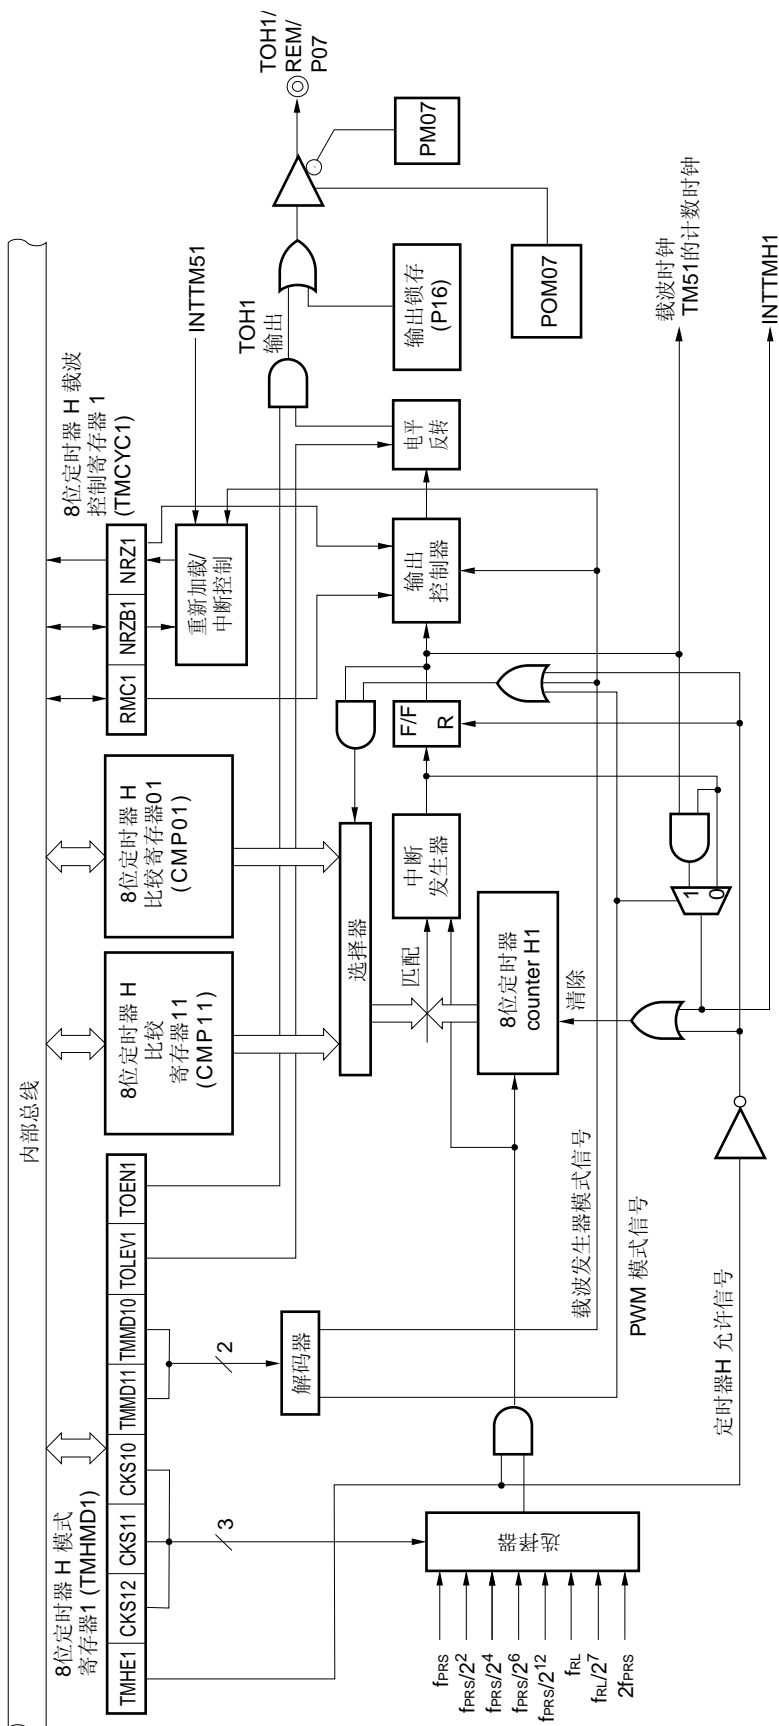 内部总线
8位定时器 H 模式
寄存器1 (TMHMD1)
TMHE1
CKS12
CKS11
CKS10
TMMD11
TMMD10
TOLEV1
TOEN1
8位定时器 H
比较
寄存器11
(CMP11)
8位定时器 H
比较寄存器01
(CMP01)
8位定时器 H 载波
控制寄存器 1
(TMCYC1)
RMC1
NRZB1
NRZ1
重新加载/
中断控制
INTTM51
TOH1
输出
TOH1/
REM/
P07
3
2
解码器
选择器
匹配
中断
发生器
F/F
R
输出
控制器
电平
反转
输出锁存
(P16)
PM07
POM07
fPRS
fPRS/2²
fPRS/2⁴
fPRS/2⁶
fPRS/2¹²
fRL
fRL/2⁷
2fPRS
选择器
8位定时器
counter H1
清除
载波发生器模式信号
PWM 模式信号
定时器H 允许信号
1
0
载波时钟
TM51的计数时钟
INTTMH1